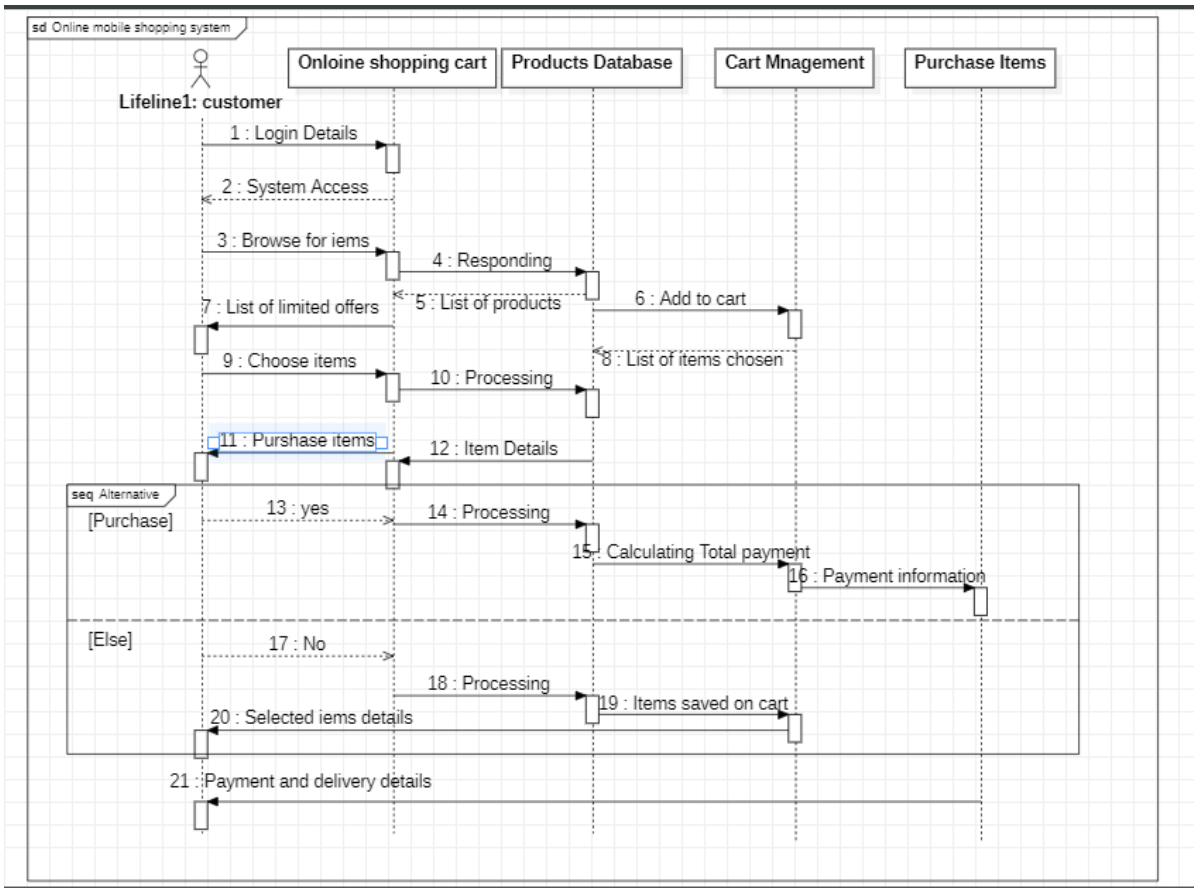 sd Online mobile shopping system
Onloine shopping cart
Products Database
Cart Mnagement
Purchase Items
Lifeline1: customer
1 : Login Details
2 : System Access
3 : Browse for iems
4 : Responding
5 : List of products
6 : Add to cart
7 : List of limited offers
8 : List of items chosen
9 : Choose items
10 : Processing
11 : Purshase items
12 : Item Details
seq Alternative
[Purchase]
13 : yes
14 : Processing
15 : Calculating Total payment
16 : Payment information
[Else]
17 : No
18 : Processing
19 : Items saved on cart
20 : Selected iems details
21 : Payment and delivery details